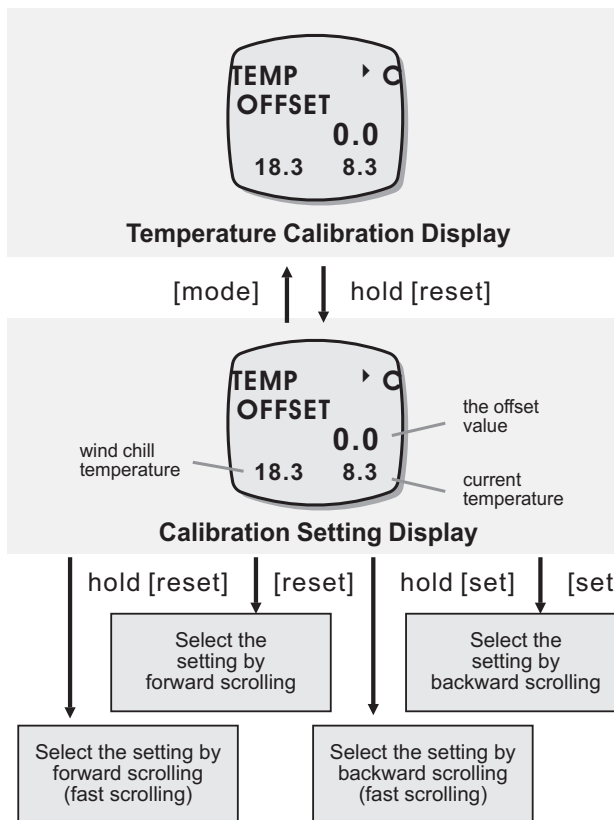 TEMP ▸ C
OFFSET
0.0
18.3 8.3
Temperature Calibration Display
[mode] hold [reset]
TEMP ▸ C
OFFSET
0.0
the offset
value
wind chill
temperature
18.3 8.3
current
temperature
Calibration Setting Display
hold [reset] [reset] hold [set] [set
Select the
setting by
forward scrolling
Select the
setting by
backward scrolling
Select the setting by
forward scrolling
(fast scrolling)
Select the setting by
backward scrolling
(fast scrolling)